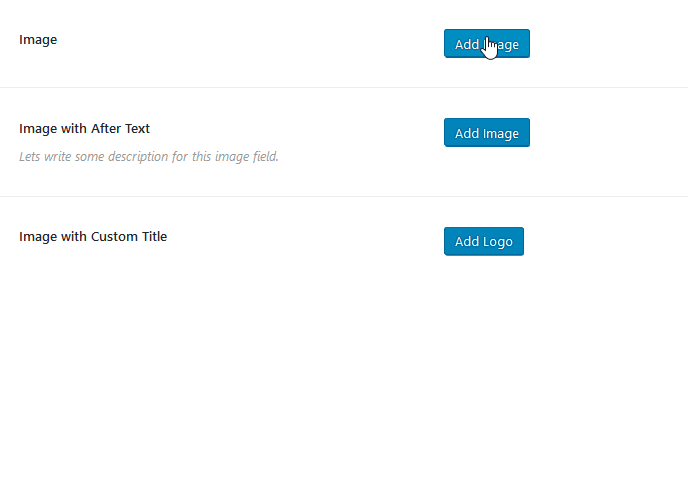 Image
Add Image
Image with After Text
Add Image
Lets write some description for this image field.
Image with Custom Title
Add Logo